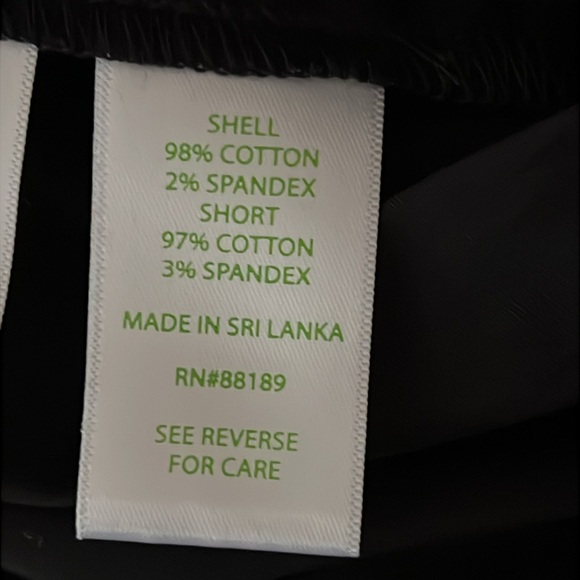 SHELL
98% COTTON
2% SPANDEX
SHORT
97% COTTON
3% SPANDEX
MADE IN SRI LANKA
RN#88189
SEE REVERSE
FOR CARE